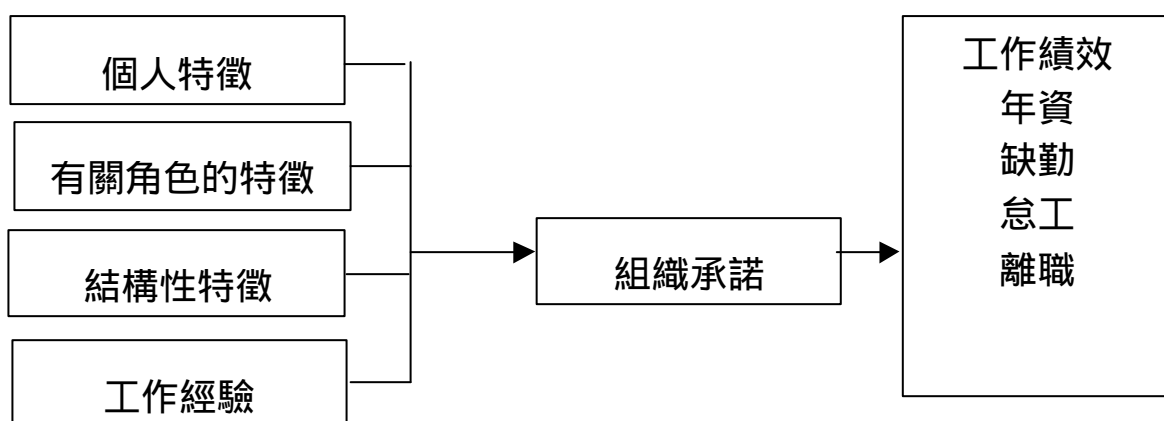 個人特徵
有關角色的特徵
結構性特徵
工作經驗
組織承諾
工作績效
年資
缺勤
怠工
離職